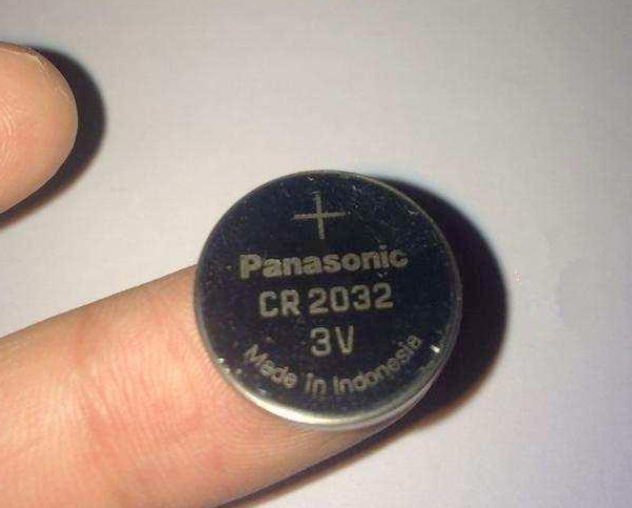 +
Panasonic
CR 2032
3V
Made in Indonesia